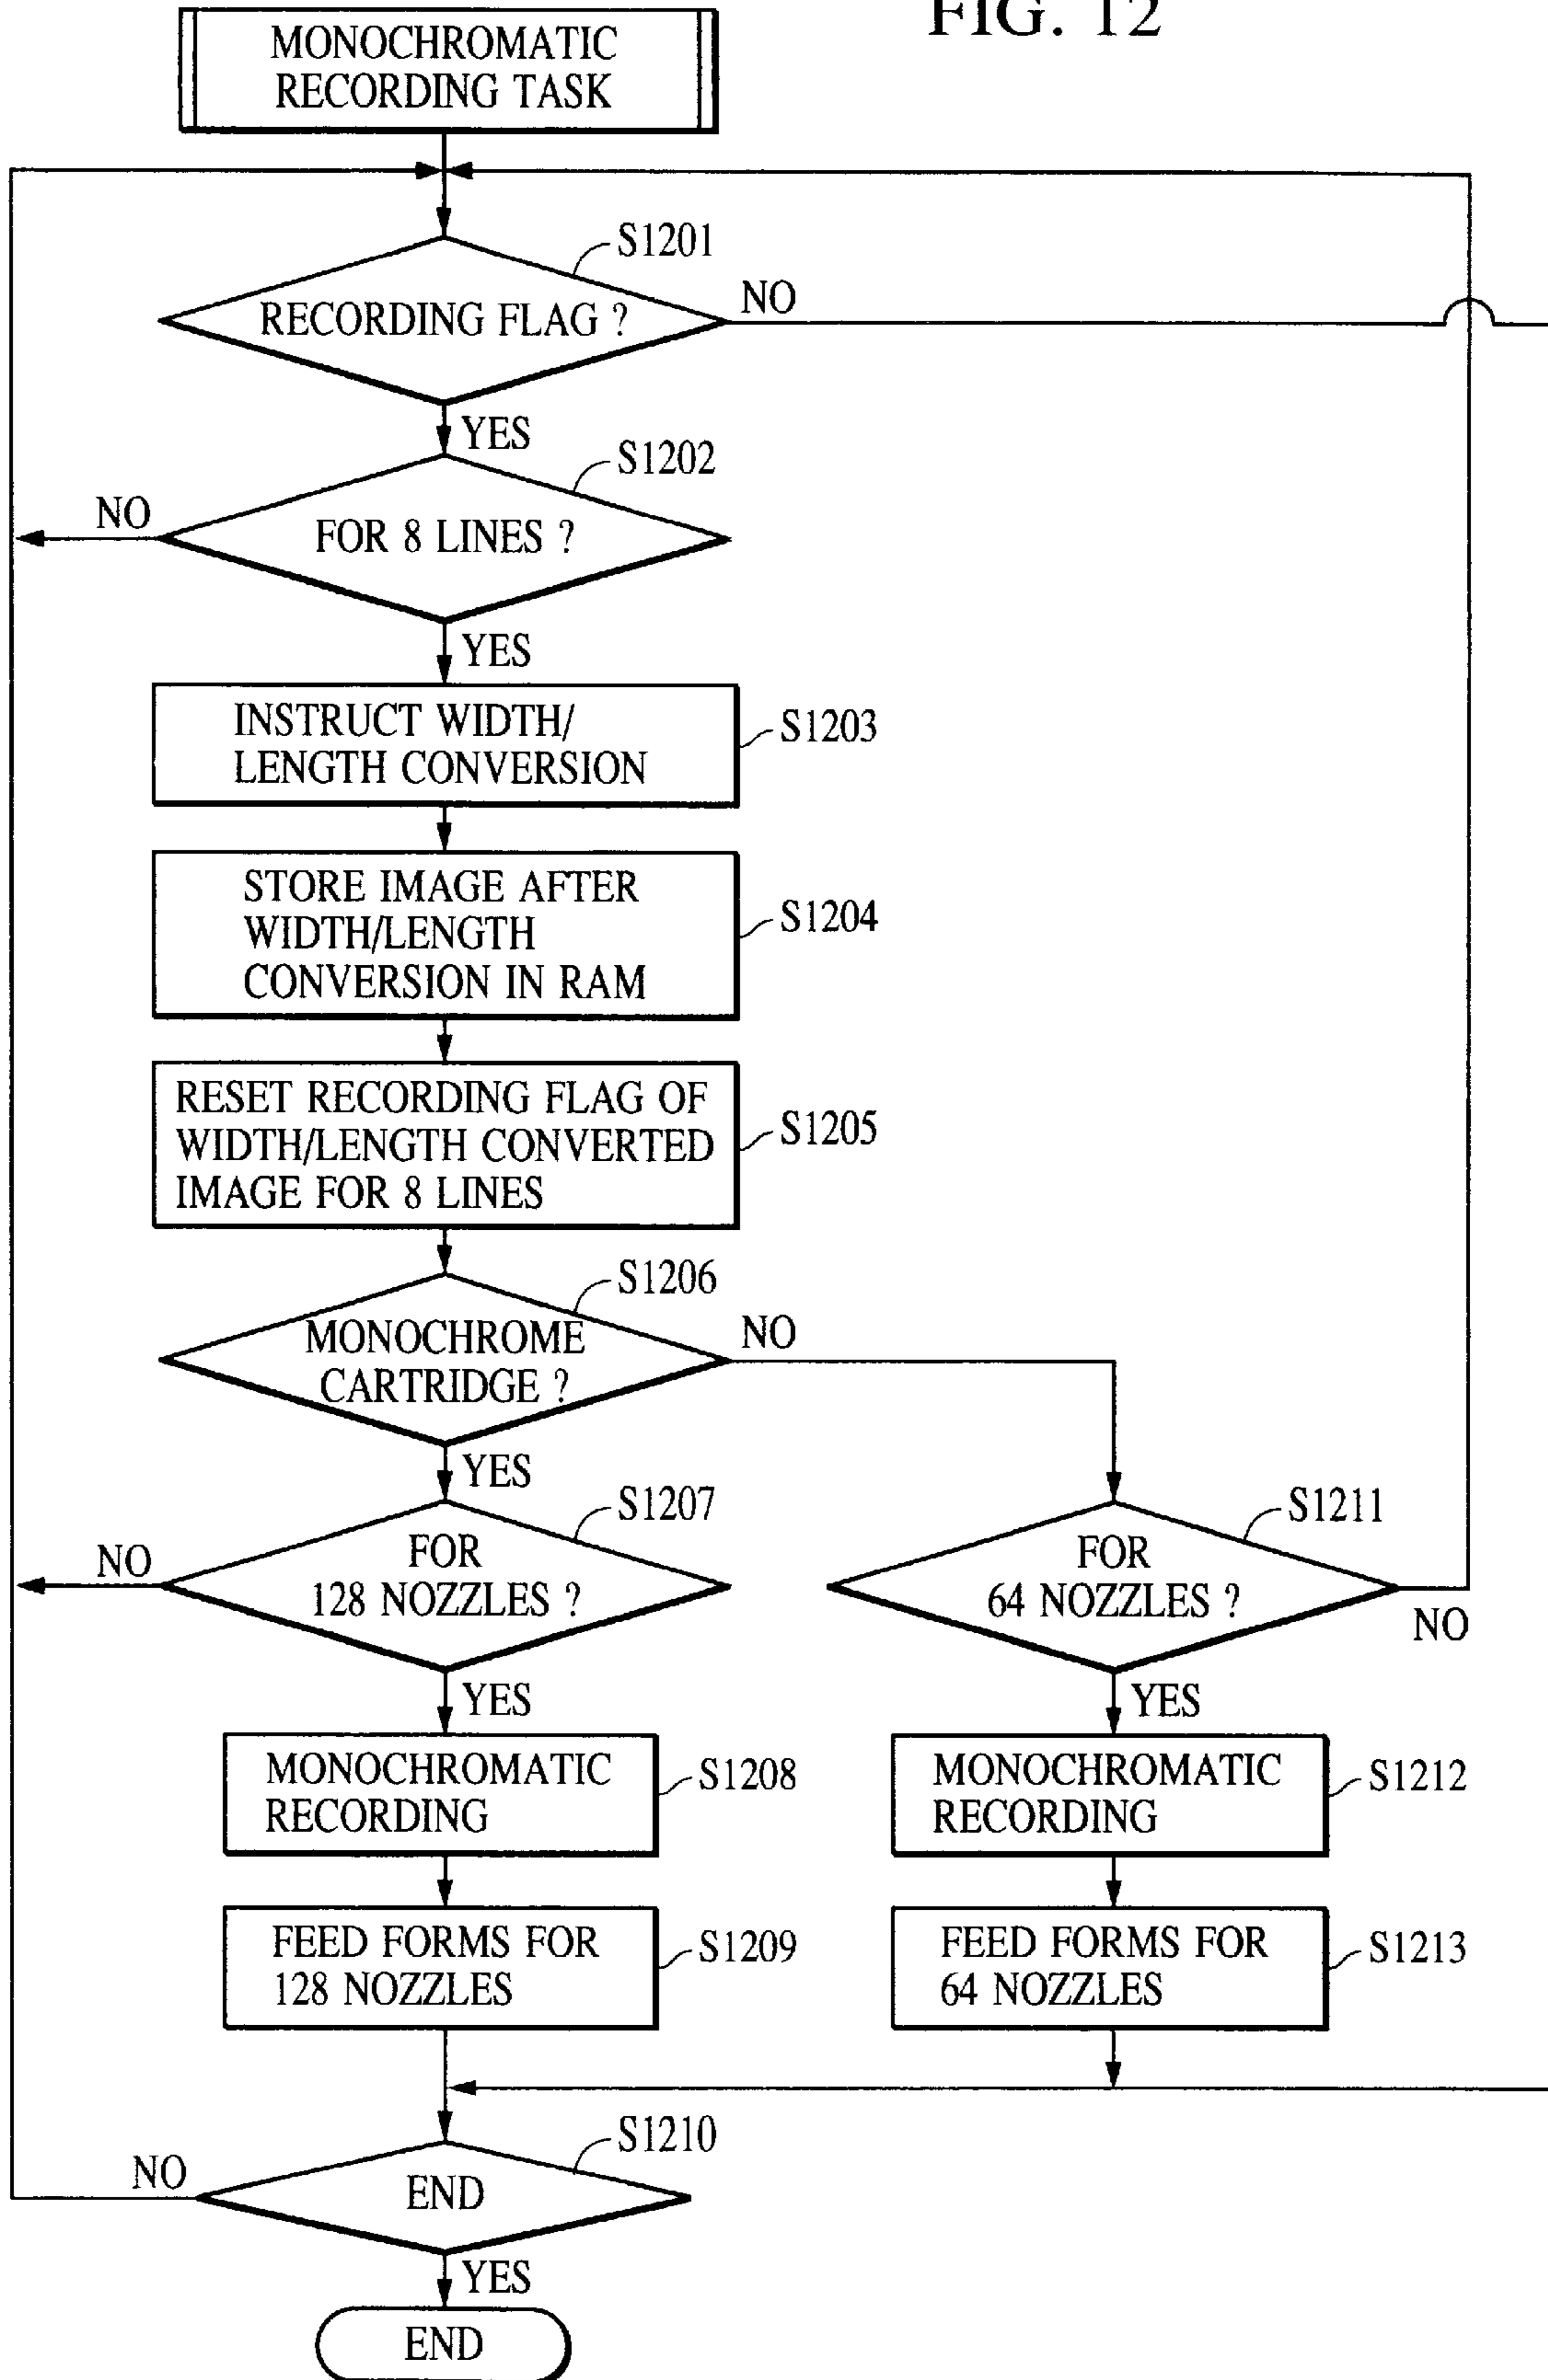 FIG. 12
MONOCHROMATIC
RECORDING TASK
S1201
RECORDING FLAG ?
NO
YES
S1202
FOR 8 LINES ?
NO
YES
INSTRUCT WIDTH/
LENGTH CONVERSION
S1203
STORE IMAGE AFTER
WIDTH/LENGTH
CONVERSION IN RAM
S1204
RESET RECORDING FLAG OF
WIDTH/LENGTH CONVERTED
IMAGE FOR 8 LINES
S1205
S1206
MONOCHROME
CARTRIDGE ?
NO
YES
S1207
FOR
128 NOZZLES ?
NO
YES
S1211
FOR
64 NOZZLES ?
NO
YES
MONOCHROMATIC
RECORDING
S1208
MONOCHROMATIC
RECORDING
S1212
FEED FORMS FOR
128 NOZZLES
S1209
FEED FORMS FOR
64 NOZZLES
S1213
S1210
END
NO
YES
END